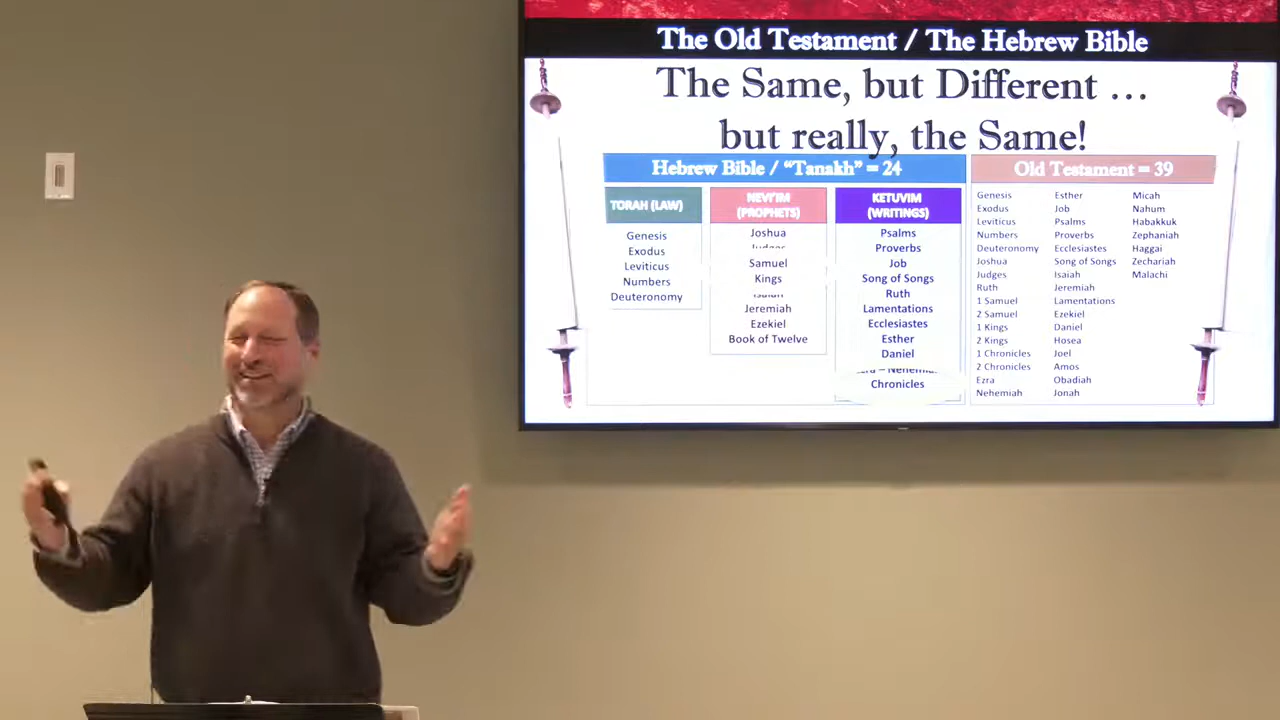 The Old Testament / The Hebrew Bible
The Same, but Different …
but really, the Same!
Hebrew Bible / “Tanakh” = 24
TORAH (LAW)
Genesis
Exodus
Leviticus
Numbers
Deuteronomy
NEVI'IM
(PROPHETS)
Joshua
Judges
Samuel
Kings
Isaiah
Jeremiah
Ezekiel
Book of Twelve
KETUVIM
(WRITINGS)
Psalms
Proverbs
Job
Song of Songs
Ruth
Lamentations
Ecclesiastes
Esther
Daniel
Chronicles
Old Testament = 39
Genesis
Exodus
Leviticus
Numbers
Deuteronomy
Joshua
Judges
Ruth
1 Samuel
2 Samuel
1 Kings
2 Kings
1 Chronicles
2 Chronicles
Ezra
Nehemiah
Esther
Job
Psalms
Proverbs
Ecclesiastes
Song of Songs
Isaiah
Jeremiah
Lamentations
Ezekiel
Daniel
Hosea
Joel
Amos
Obadiah
Jonah
Micah
Nahum
Habakkuk
Zephaniah
Haggai
Zechariah
Malachi